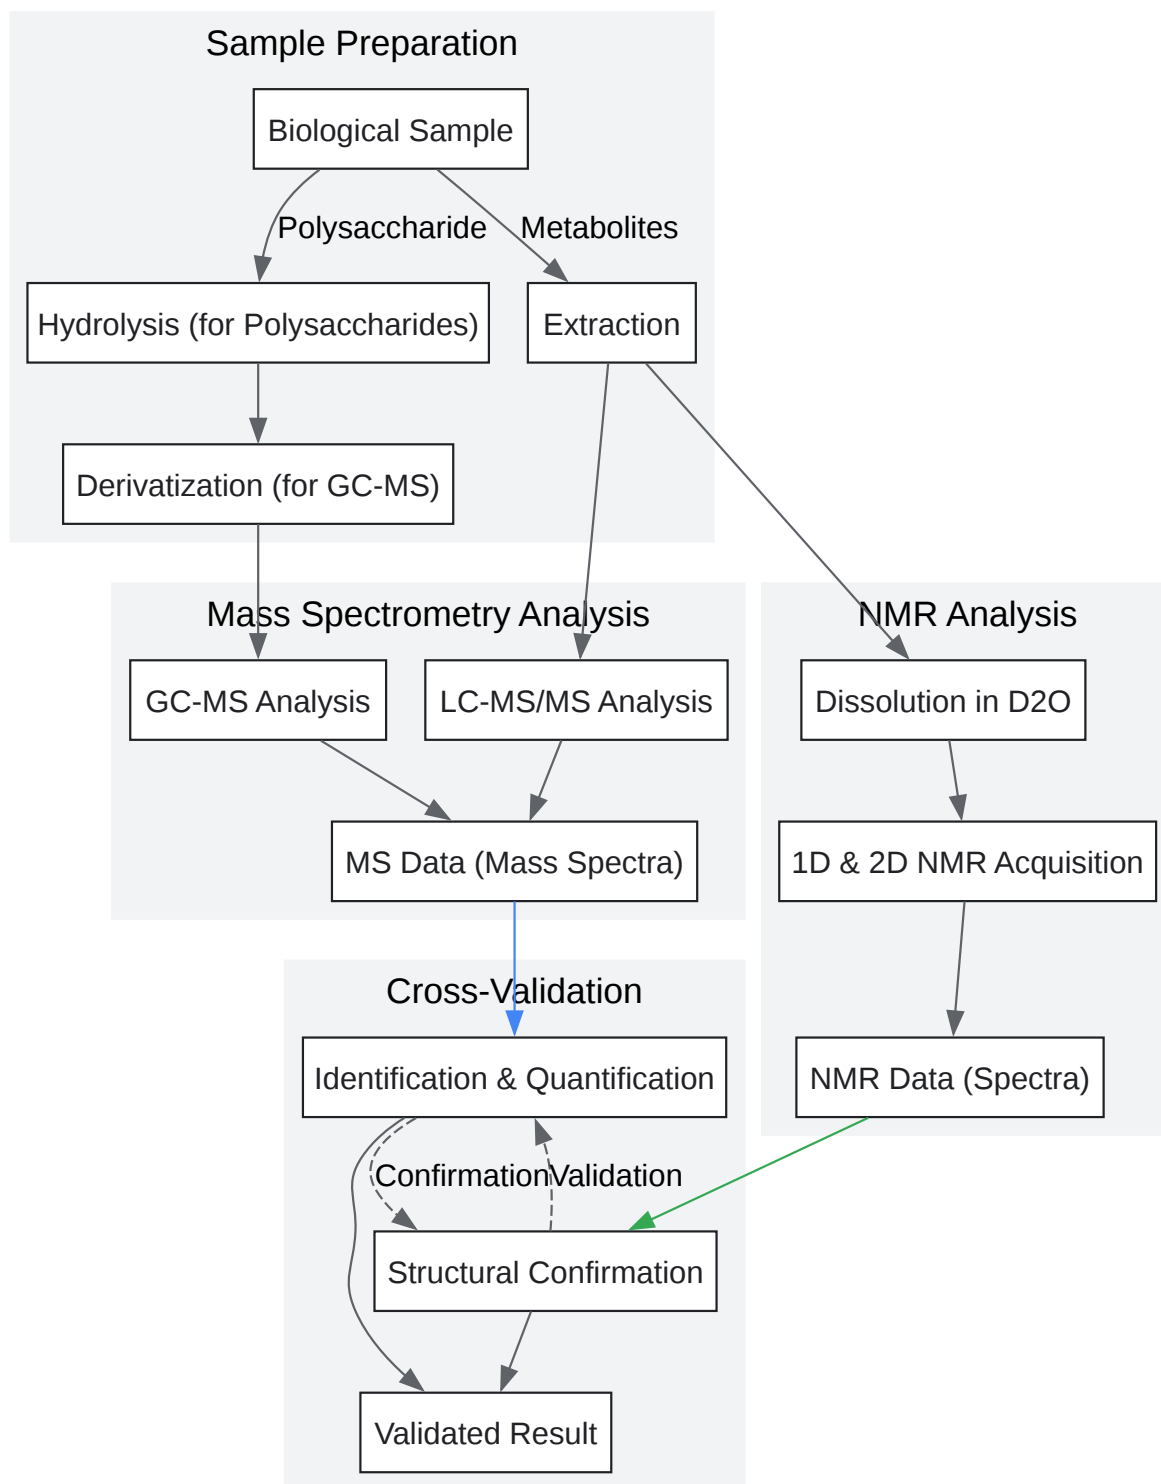 Sample Preparation
Biological Sample
Polysaccharide
Metabolites
Hydrolysis (for Polysaccharides)
Extraction
Derivatization (for GC-MS)
Mass Spectrometry Analysis
NMR Analysis
GC-MS Analysis
LC-MS/MS Analysis
Dissolution in D2O
MS Data (Mass Spectra)
1D & 2D NMR Acquisition
Cross-Validation
Identification & Quantification
NMR Data (Spectra)
Confirmation
Validation
Structural Confirmation
Validated Result